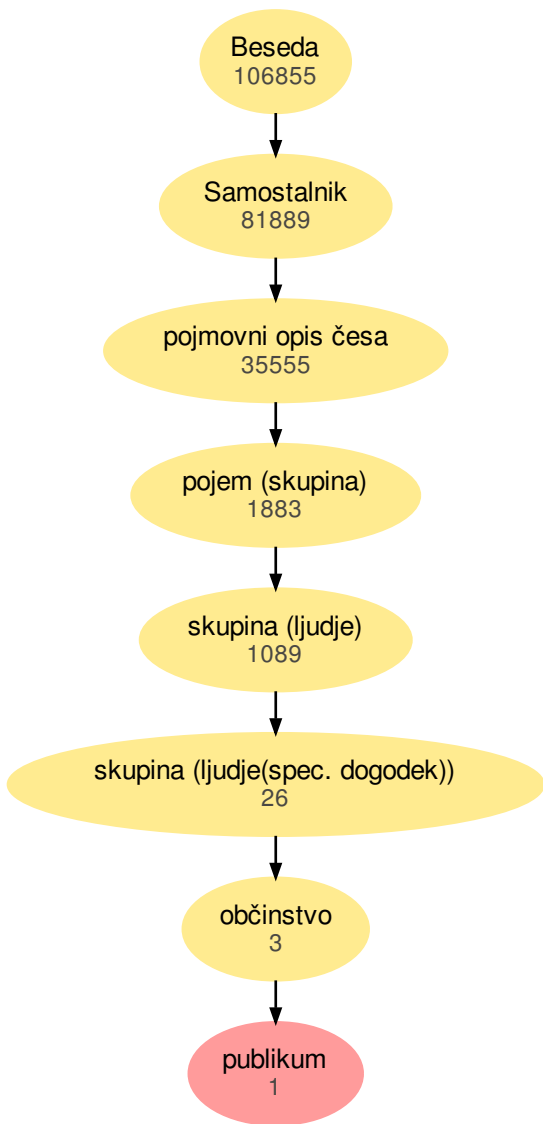 Beseda
106855
Samostalnik
81889
pojmovni opis česa
35555
pojem (skupina)
1883
skupina (ljudje)
1089
skupina (ljudje(spec. dogodek))
26
občinstvo
3
publikum
1